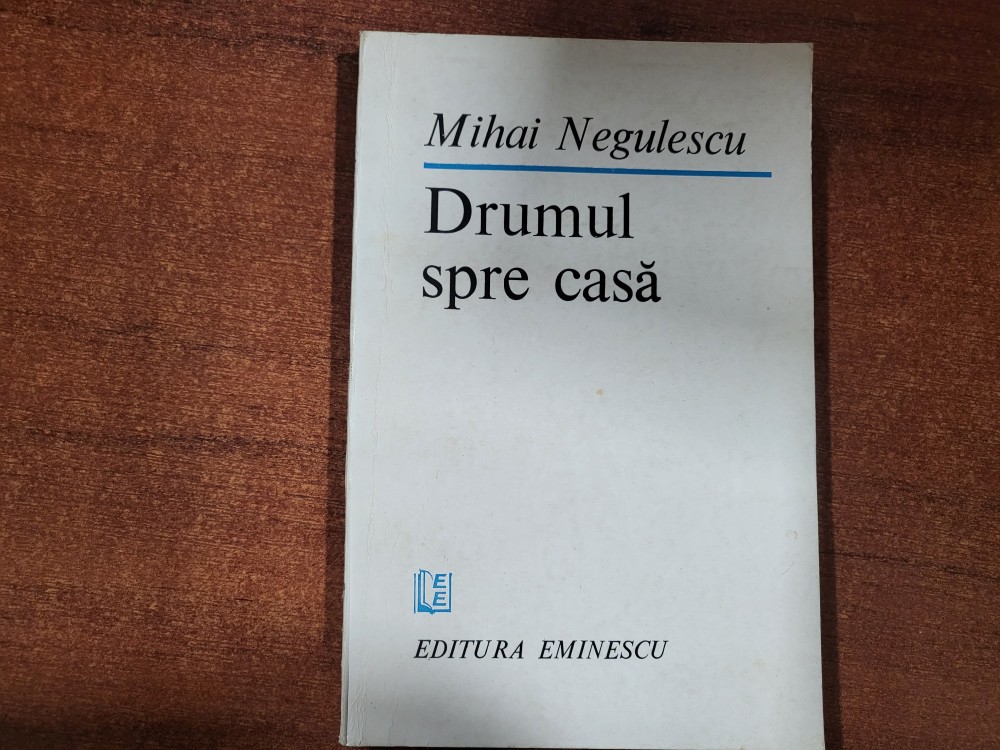 Mihai Negulescu
Drumul
spre casă
E
E
EDITURA EMINESCU